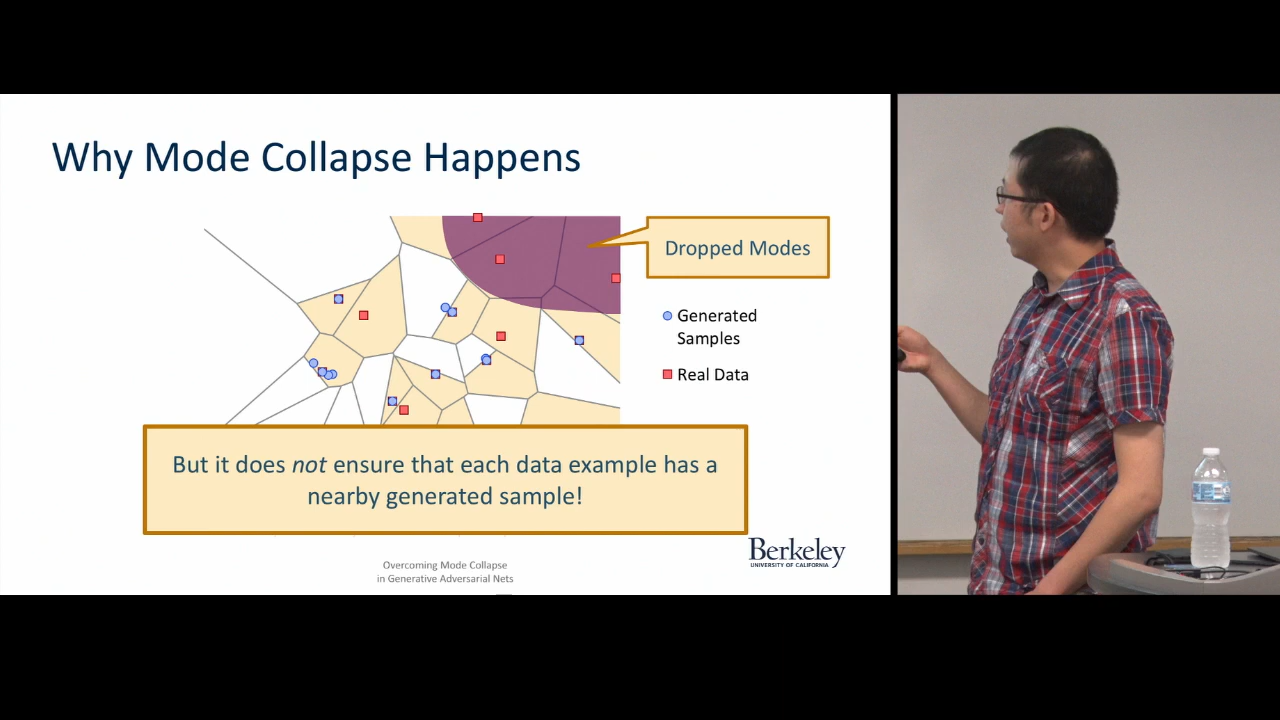 Why Mode Collapse Happens
Dropped Modes
Generated
Samples
Real Data
But it does not ensure that each data example has a
nearby generated sample!
Overcoming Mode Collapse
in Generative Adversarial Nets
Berkeley
UNIVERSITY OF CALIFORNIA